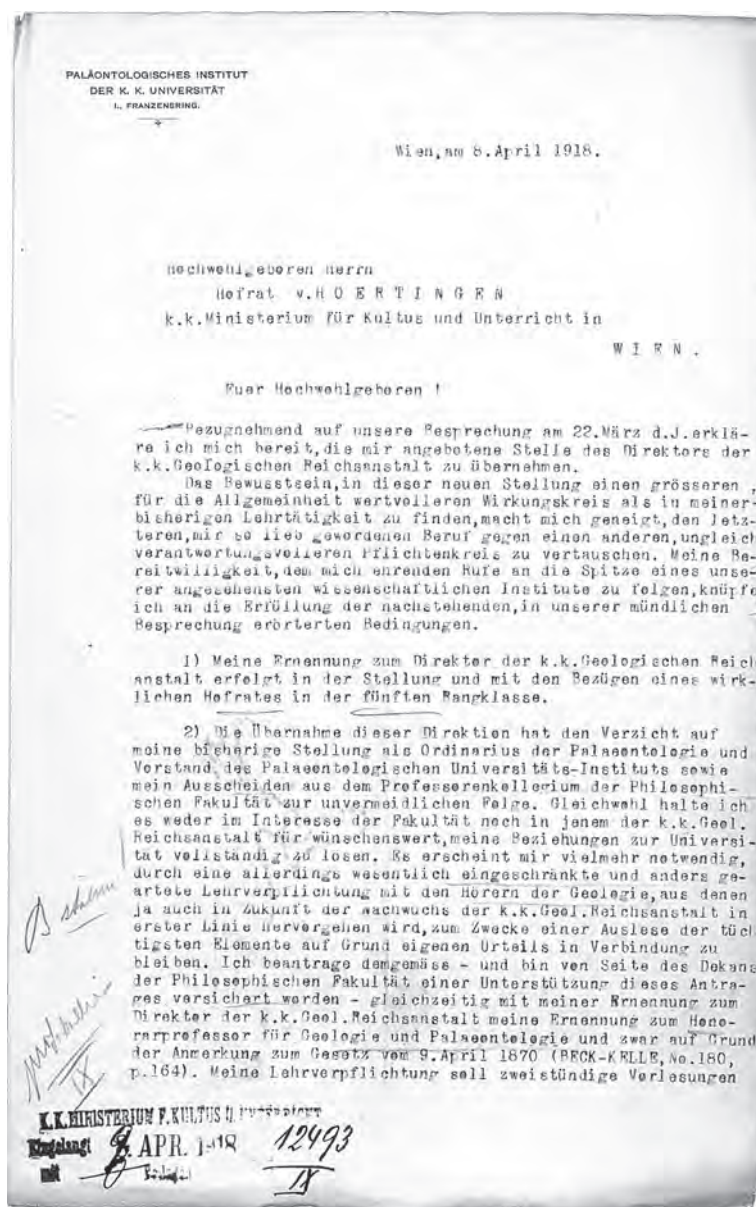 PALÄONTOLOGISCHES INSTITUT
DER K. K. UNIVERSITÄT
I., FRANZENSRING.
Wien, am 8. April 1918.
Hochwohlgeboren Herrn
Hofrat v. HOERTINGEN
k.k. Ministerium für Kultus und Unterricht in
WIEN.
Euer Hochwohlgeboren !
Bezugnehmend auf unsere Besprechung am 22. März d.J. erklä-
re ich mich bereit, die mir angebotene Stelle des Direktors der
k.k. Geologischen Reichsanstalt zu übernehmen.
Das Bewusstsein, in dieser neuen Stellung einen grösseren,
für die Allgemeinheit wertvolleren Wirkungskreis als in meiner
bisherigen Lehrtätigkeit zu finden, macht mich geneigt, den letz-
teren, mir so lieb gewordenen Beruf gegen einen anderen, ungleich
verantwortungsvolleren Pflichtenkreis zu vertauschen. Meine Be-
reitwilligkeit, dem mich ehrenden Rufe an die Spitze eines unse-
rer angesehensten wissenschaftlichen Institute zu folgen, knüpfe
ich an die Erfüllung der nachstehenden, in unserer mündlichen
Besprechung erörterten Bedingungen.
1) Meine Ernennung zum Direktor der k.k. Geologischen Reich
anstalt erfolgt in der Stellung und mit den Bezügen eines wirk-
lichen Hofrates in der fünften Rangklasse.
2) Die Übernahme dieser Direktion hat den Verzicht auf
meine bisherige Stellung als Ordinarius der Palaeontologie und
Vorstand des Palaeontologischen Universitäts-Instituts sowie
mein Ausscheiden aus dem Professorenkollegium der Philosophi-
schen Fakultät zur unvermeidlichen Folge. Gleichwohl halte ich
es weder im Interesse der Fakultät noch in jenem der k.k. Geol.
Reichsanstalt für wünschenswert, meine Beziehungen zur Universi-
tät vollständig zu lösen. Es erscheint mir vielmehr notwendig,
durch eine allerdings wesentlich eingeschränkte und anders ge-
artete Lehrverpflichtung mit den Hörern der Geologie, aus denen
ja auch in Zukunft der Nachwuchs der k.k. Geol. Reichsanstalt in
erster Linie hervorgehen wird, zum Zwecke einer Auslese der tüch
tigsten Elemente auf Grund eigenen Urteils in Verbindung zu
bleiben. Ich beantrage demgemäss - und bin von Seite des Dekans
der Philosophischen Fakultät einer Unterstützung dieses Antra-
ges versichert worden - gleichzeitig mit meiner Ernennung zum
Direktor der k.k. Geol. Reichsanstalt meine Ernennung zum Hono-
rarprofessor für Geologie und Palaeontologie und zwar auf Grund
der Anmerkung zum Gesetz vom 9. April 1870 (BECK-KELLE, No. 180,
p. 164). Meine Lehrverpflichtung soll zweistündige Vorlesungen
IX
K.K. MINISTERIUM F. KULTUS U. Unterricht
Eingelangt 9. APR. 1918 12493
mit IX